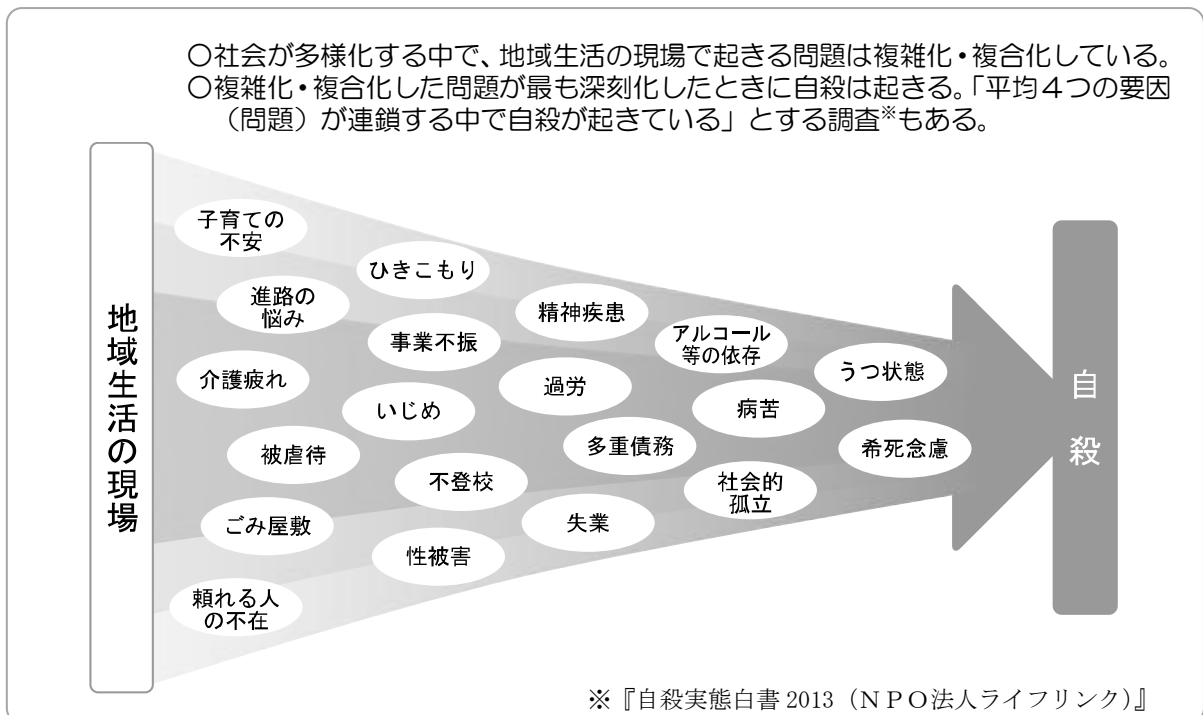 〇社会が多様化する中で、地域生活の現場で起きる問題は複雑化・複合化している。
〇複雑化・複合化した問題が最も深刻化したときに自殺は起きる。「平均４つの要因
（問題）が連鎖する中で自殺が起きている」とする調査※もある。
地域生活の現場
子育ての
不安
進路の
悩み
介護疲れ
被虐待
ごみ屋敷
頼れる人
の不在
ひきこもり
事業不振
いじめ
不登校
性被害
精神疾患
過労
多重債務
失業
アルコール
等の依存
病苦
社会的
孤立
うつ状態
希死念慮
自殺
※『自殺実態白書 2013（ＮＰＯ法人ライフリンク）』